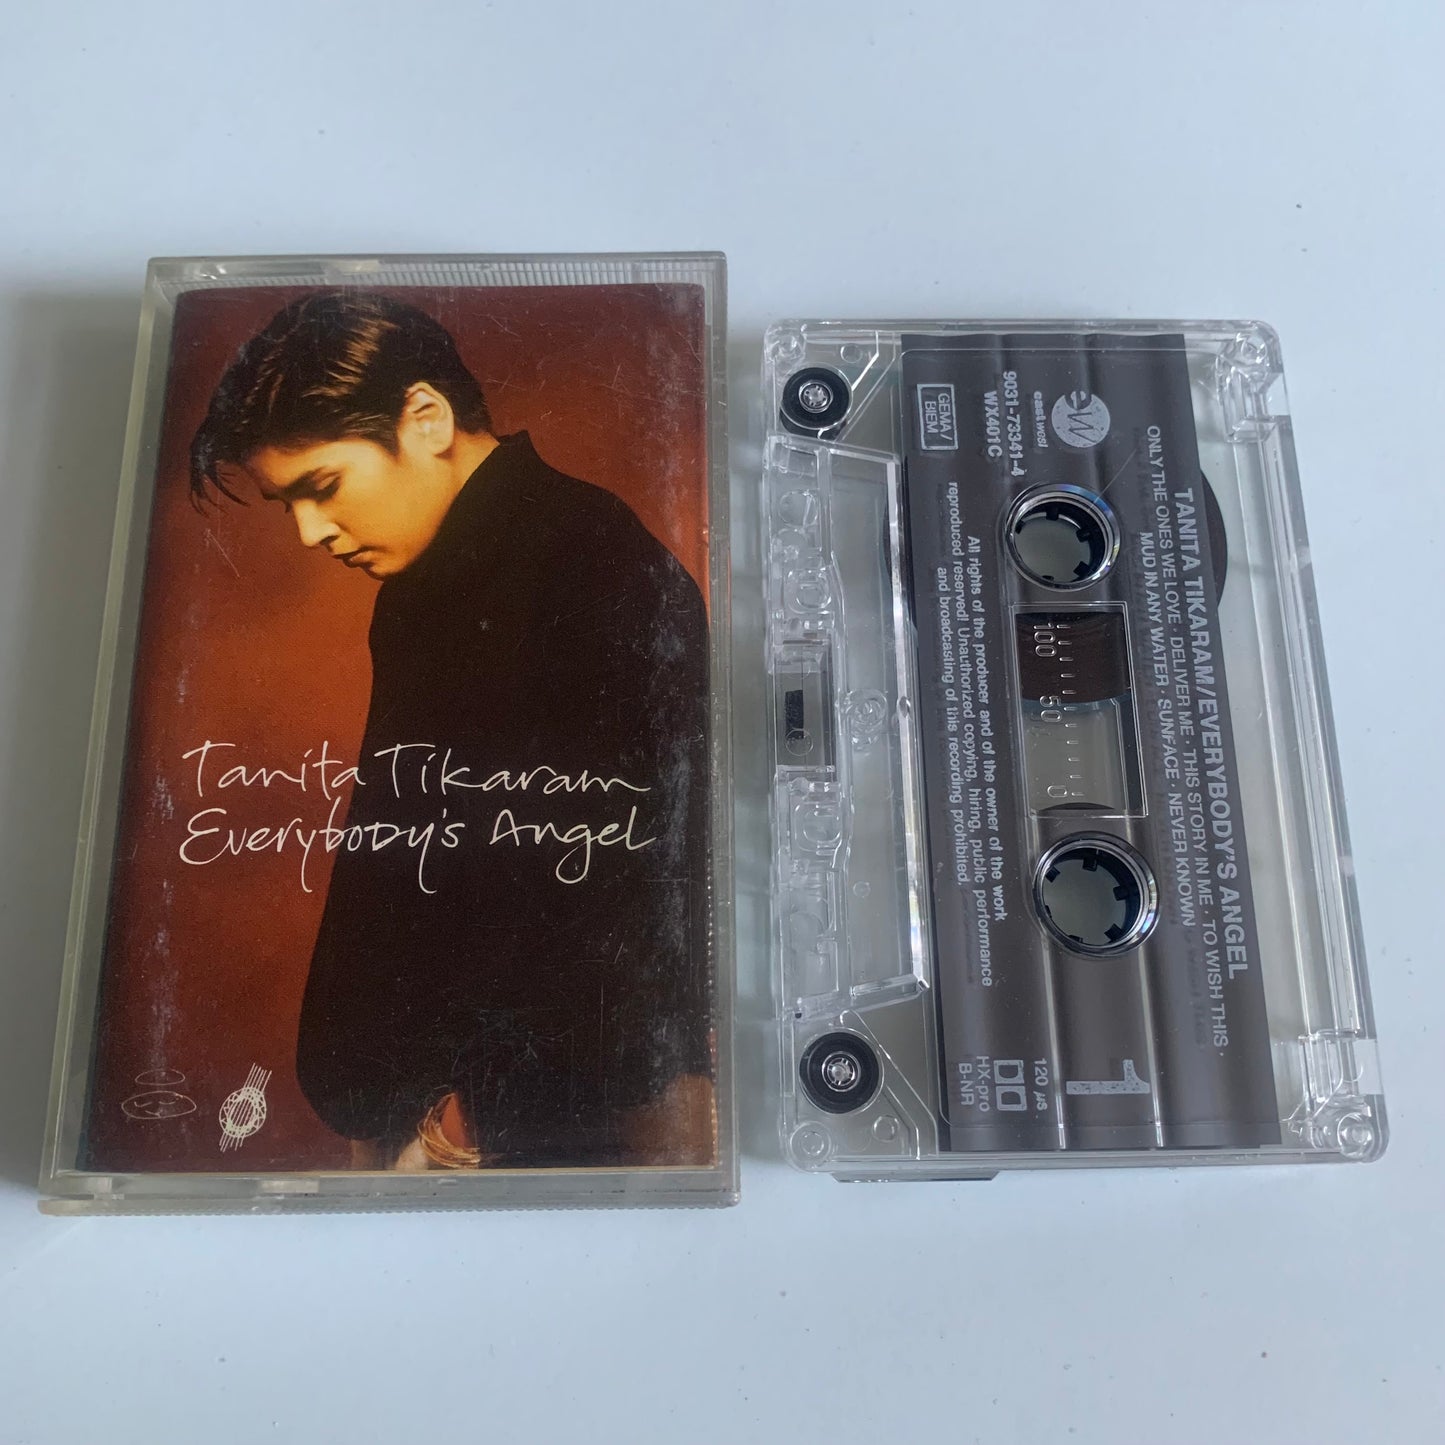 Tanita Tikaram
Everybody's Angel
ew
east west
9031-73341-4
WX401C
GEMA/
BIEM
TANITA TIKARAM/EVERYBODY'S ANGEL
ONLY THE ONES WE LOVE · DELIVER ME · THIS STORY IN ME · TO WISH THIS ·
MUD IN ANY WATER · SUNFACE · NEVER KNOWN
100
50
0
All rights of the producer and of the owner of the work
reproduced reserved! Unauthorized copying, hiring, public performance
and broadcasting of this recording prohibited.
1
120 µs
HX-pro
B-NR